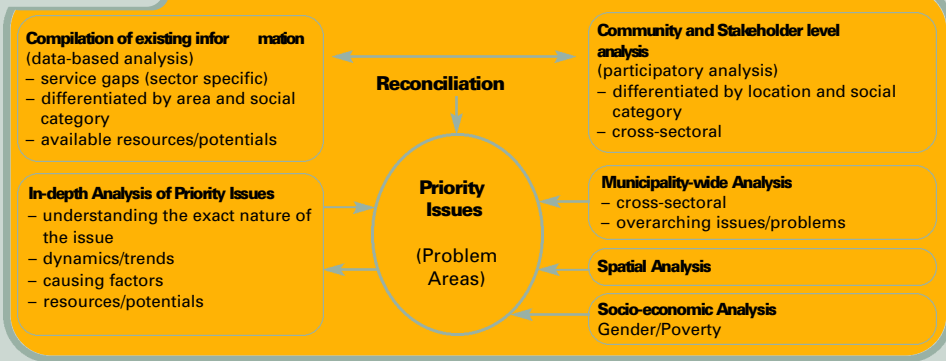 Compilation of existing infor mation
(data-based analysis)
– service gaps (sector specific)
– differentiated by area and social
category
– available resources/potentials
Reconciliation
Community and Stakeholder level
analysis
(participatory analysis)
– differentiated by location and social
category
– cross-sectoral
In-depth Analysis of Priority Issues
– understanding the exact nature of
the issue
– dynamics/trends
– causing factors
– resources/potentials
Priority
Issues
(Problem
Areas)
Municipality-wide Analysis
– cross-sectoral
– overarching issues/problems
Spatial Analysis
Socio-economic Analysis
Gender/Poverty